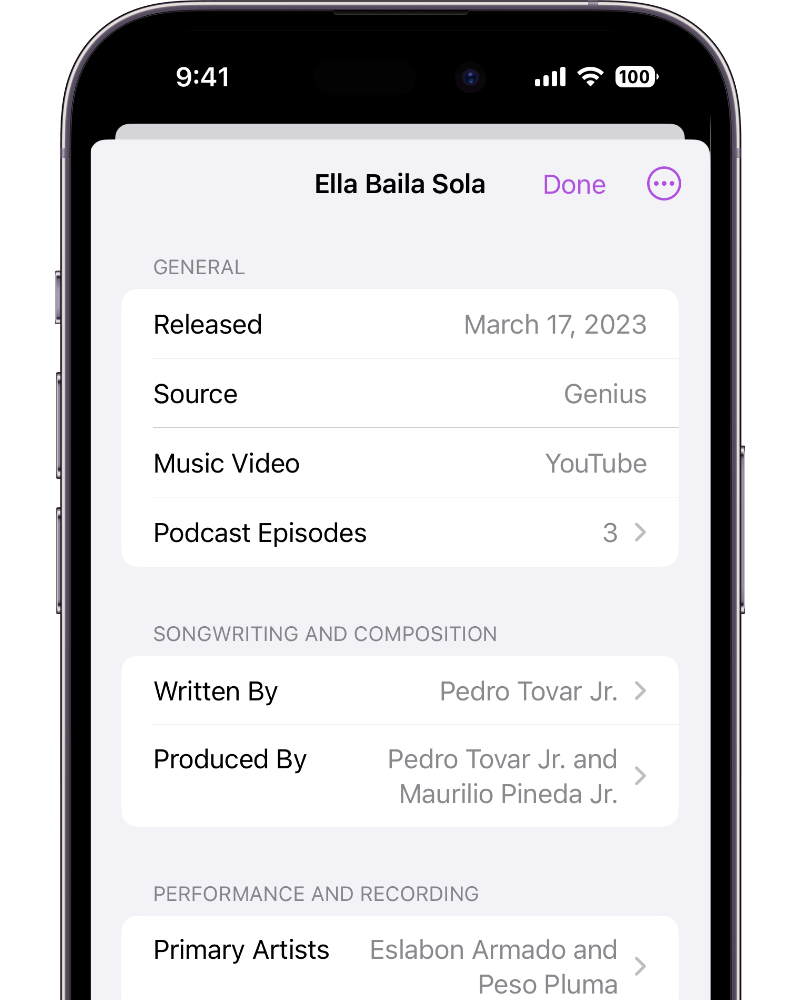 9:41
100
Ella Baila Sola
Done
GENERAL
Released
March 17, 2023
Source
Genius
Music Video
YouTube
Podcast Episodes
3
SONGWRITING AND COMPOSITION
Written By
Pedro Tovar Jr.
Produced By
Pedro Tovar Jr. and
Maurilio Pineda Jr.
PERFORMANCE AND RECORDING
Primary Artists
Eslabon Armado and
Peso Pluma